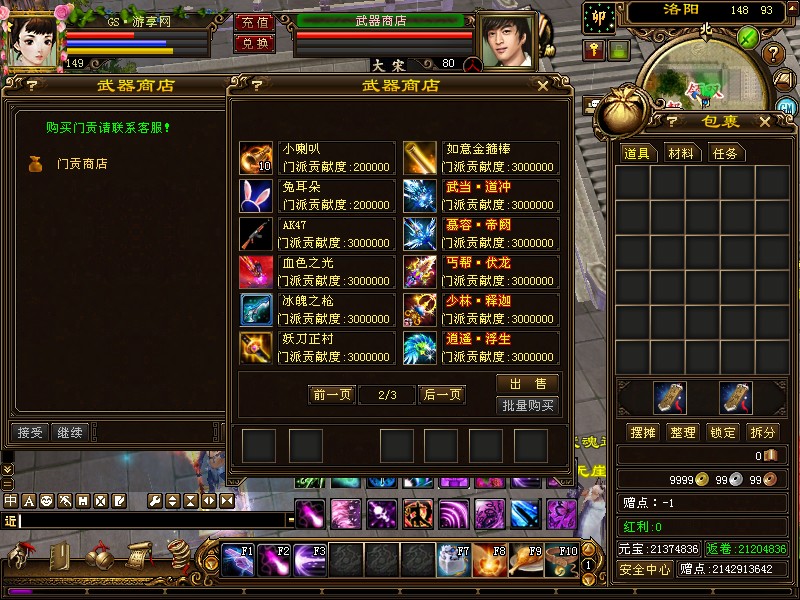 GS·游享网
149
充值
兑换
武器商店
大宋
80
卯
洛阳
148 93
北
?
武器商店
购买门贡请联系客服!
门贡商店
接受
继续
?
武器商店
×
10
小喇叭
门派贡献度:200000
如意金箍棒
门派贡献度:3000000
兔耳朵
门派贡献度:200000
武当·道冲
门派贡献度:3000000
AK47
门派贡献度:3000000
慕容·帝阙
门派贡献度:3000000
血色之光
门派贡献度:3000000
丐帮·伏龙
门派贡献度:3000000
冰魄之枪
门派贡献度:3000000
少林·释迦
门派贡献度:3000000
妖刀正村
门派贡献度:3000000
逍遥·浮生
门派贡献度:3000000
前一页
2/3
后一页
出 售
批量购买
?
包裹
×
道具
材料
任务
摆摊
整理
锁定
拆分
0
9999 99 99
赠点:-1
红利:0
元宝:21374836
返卷:21204836
安全中心
赠点:2142913642
中
A
近
F1
F2
F3
F7
F8
F9
F10
1